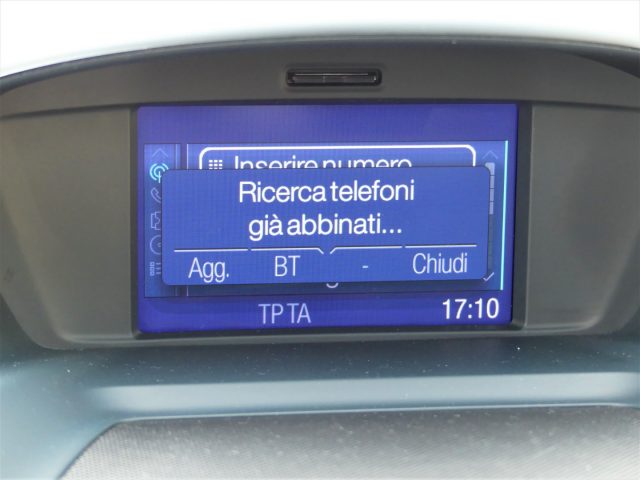 Inserire numero
Ricerca telefoni
già abbinati...
Agg. BT - Chiudi
TP TA 17:10